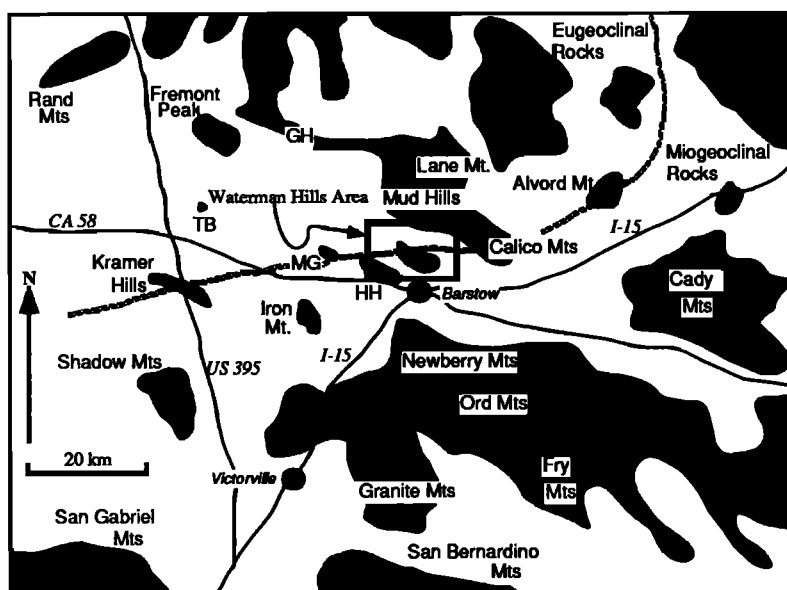 Eugeoclinal
Rocks
Rand
Mts
Fremont
Peak
GH
Lane Mt.
Miogeoclinal
Rocks
Alvord Mt.
Waterman Hills Area
Mud Hills
TB
CA 58
I-15
Calico Mts
Kramer
Hills
MG
N
HH
Barstow
Cady
Mts
Iron
Mt.
Shadow Mts
US 395
I-15
Newberry Mts
Ord Mts
20 km
Victorville
Granite Mts
Fry
Mts
San Gabriel
Mts
San Bernardino
Mts